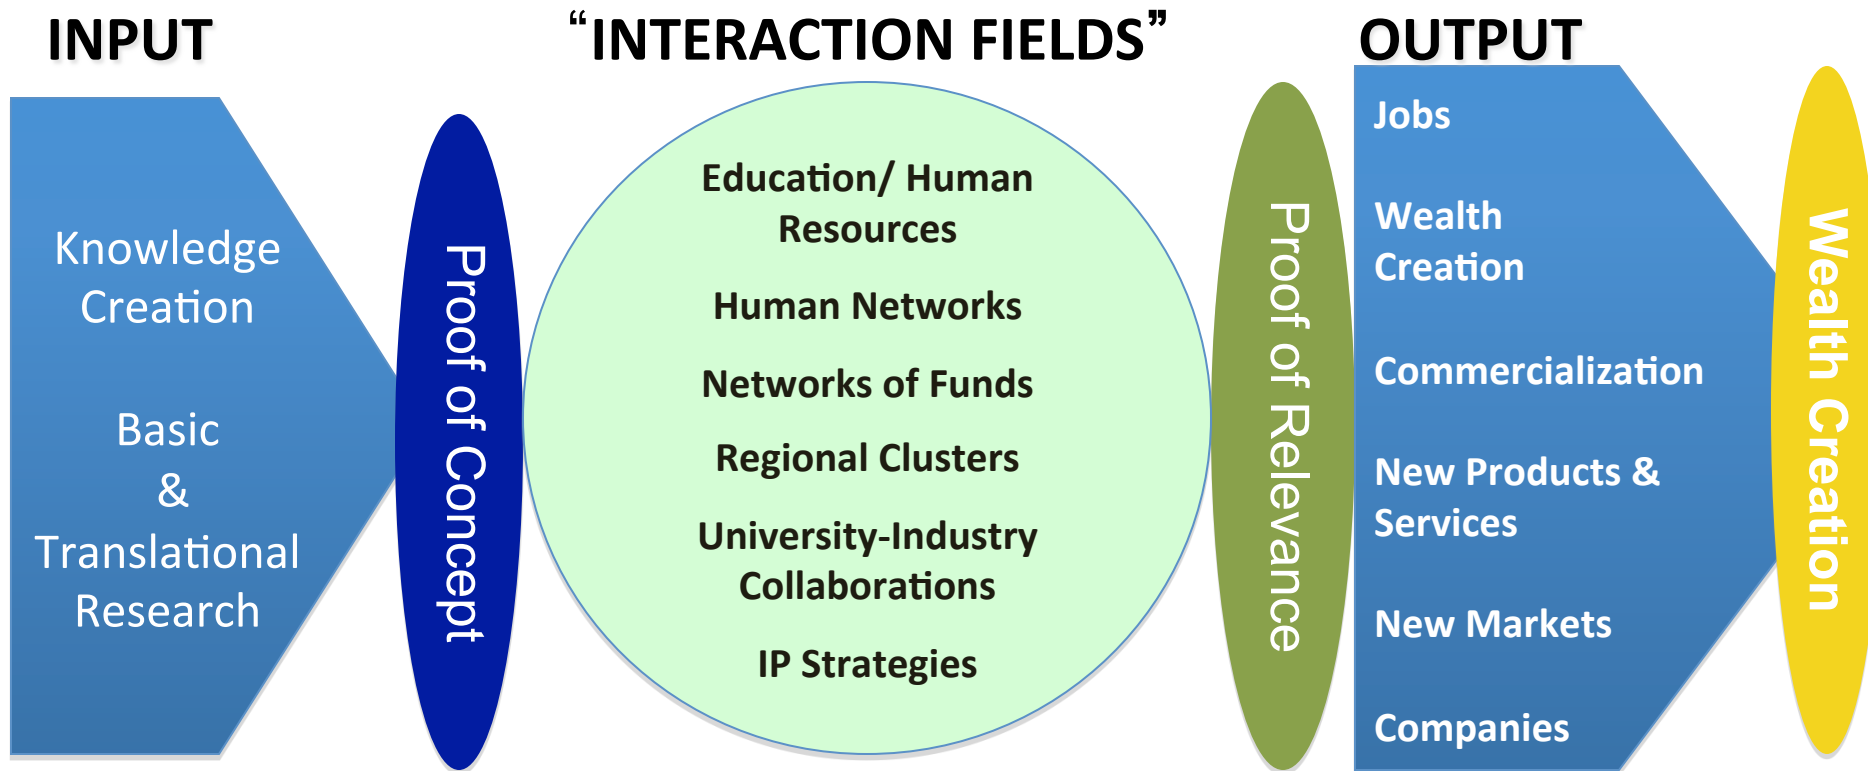 INPUT
Knowledge
Creation
Basic
&
Translational
Research
Proof of Concept
“INTERACTION FIELDS”
Education/ Human
Resources
Human Networks
Networks of Funds
Regional Clusters
University-Industry
Collaborations
IP Strategies
Proof of Relevance
OUTPUT
Jobs
Wealth
Creation
Commercialization
New Products &
Services
New Markets
Companies
Wealth Creation